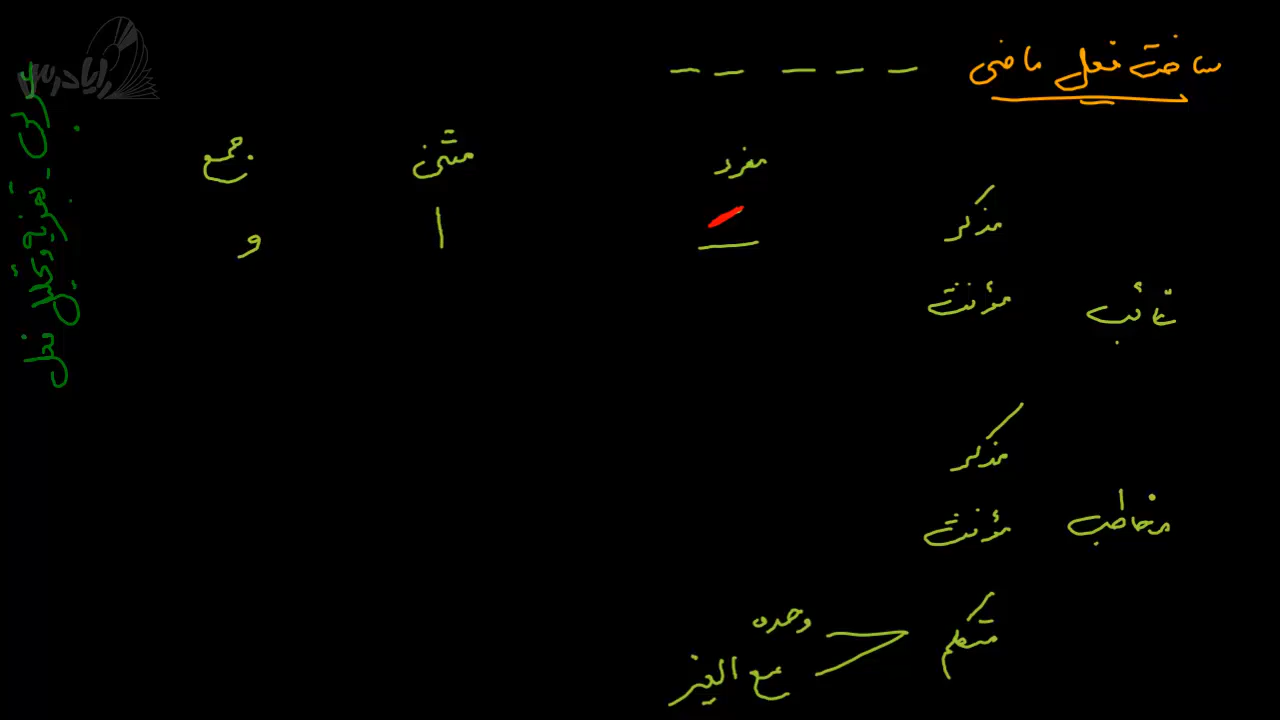 ساخت فعل ماضی
مفرد مثنی جمع
مذکر ا و
غائب مؤنث
مذکر
مخاطب مؤنث
متکلم وحده
مع الغیر
تجزیه و تحلیل فعل